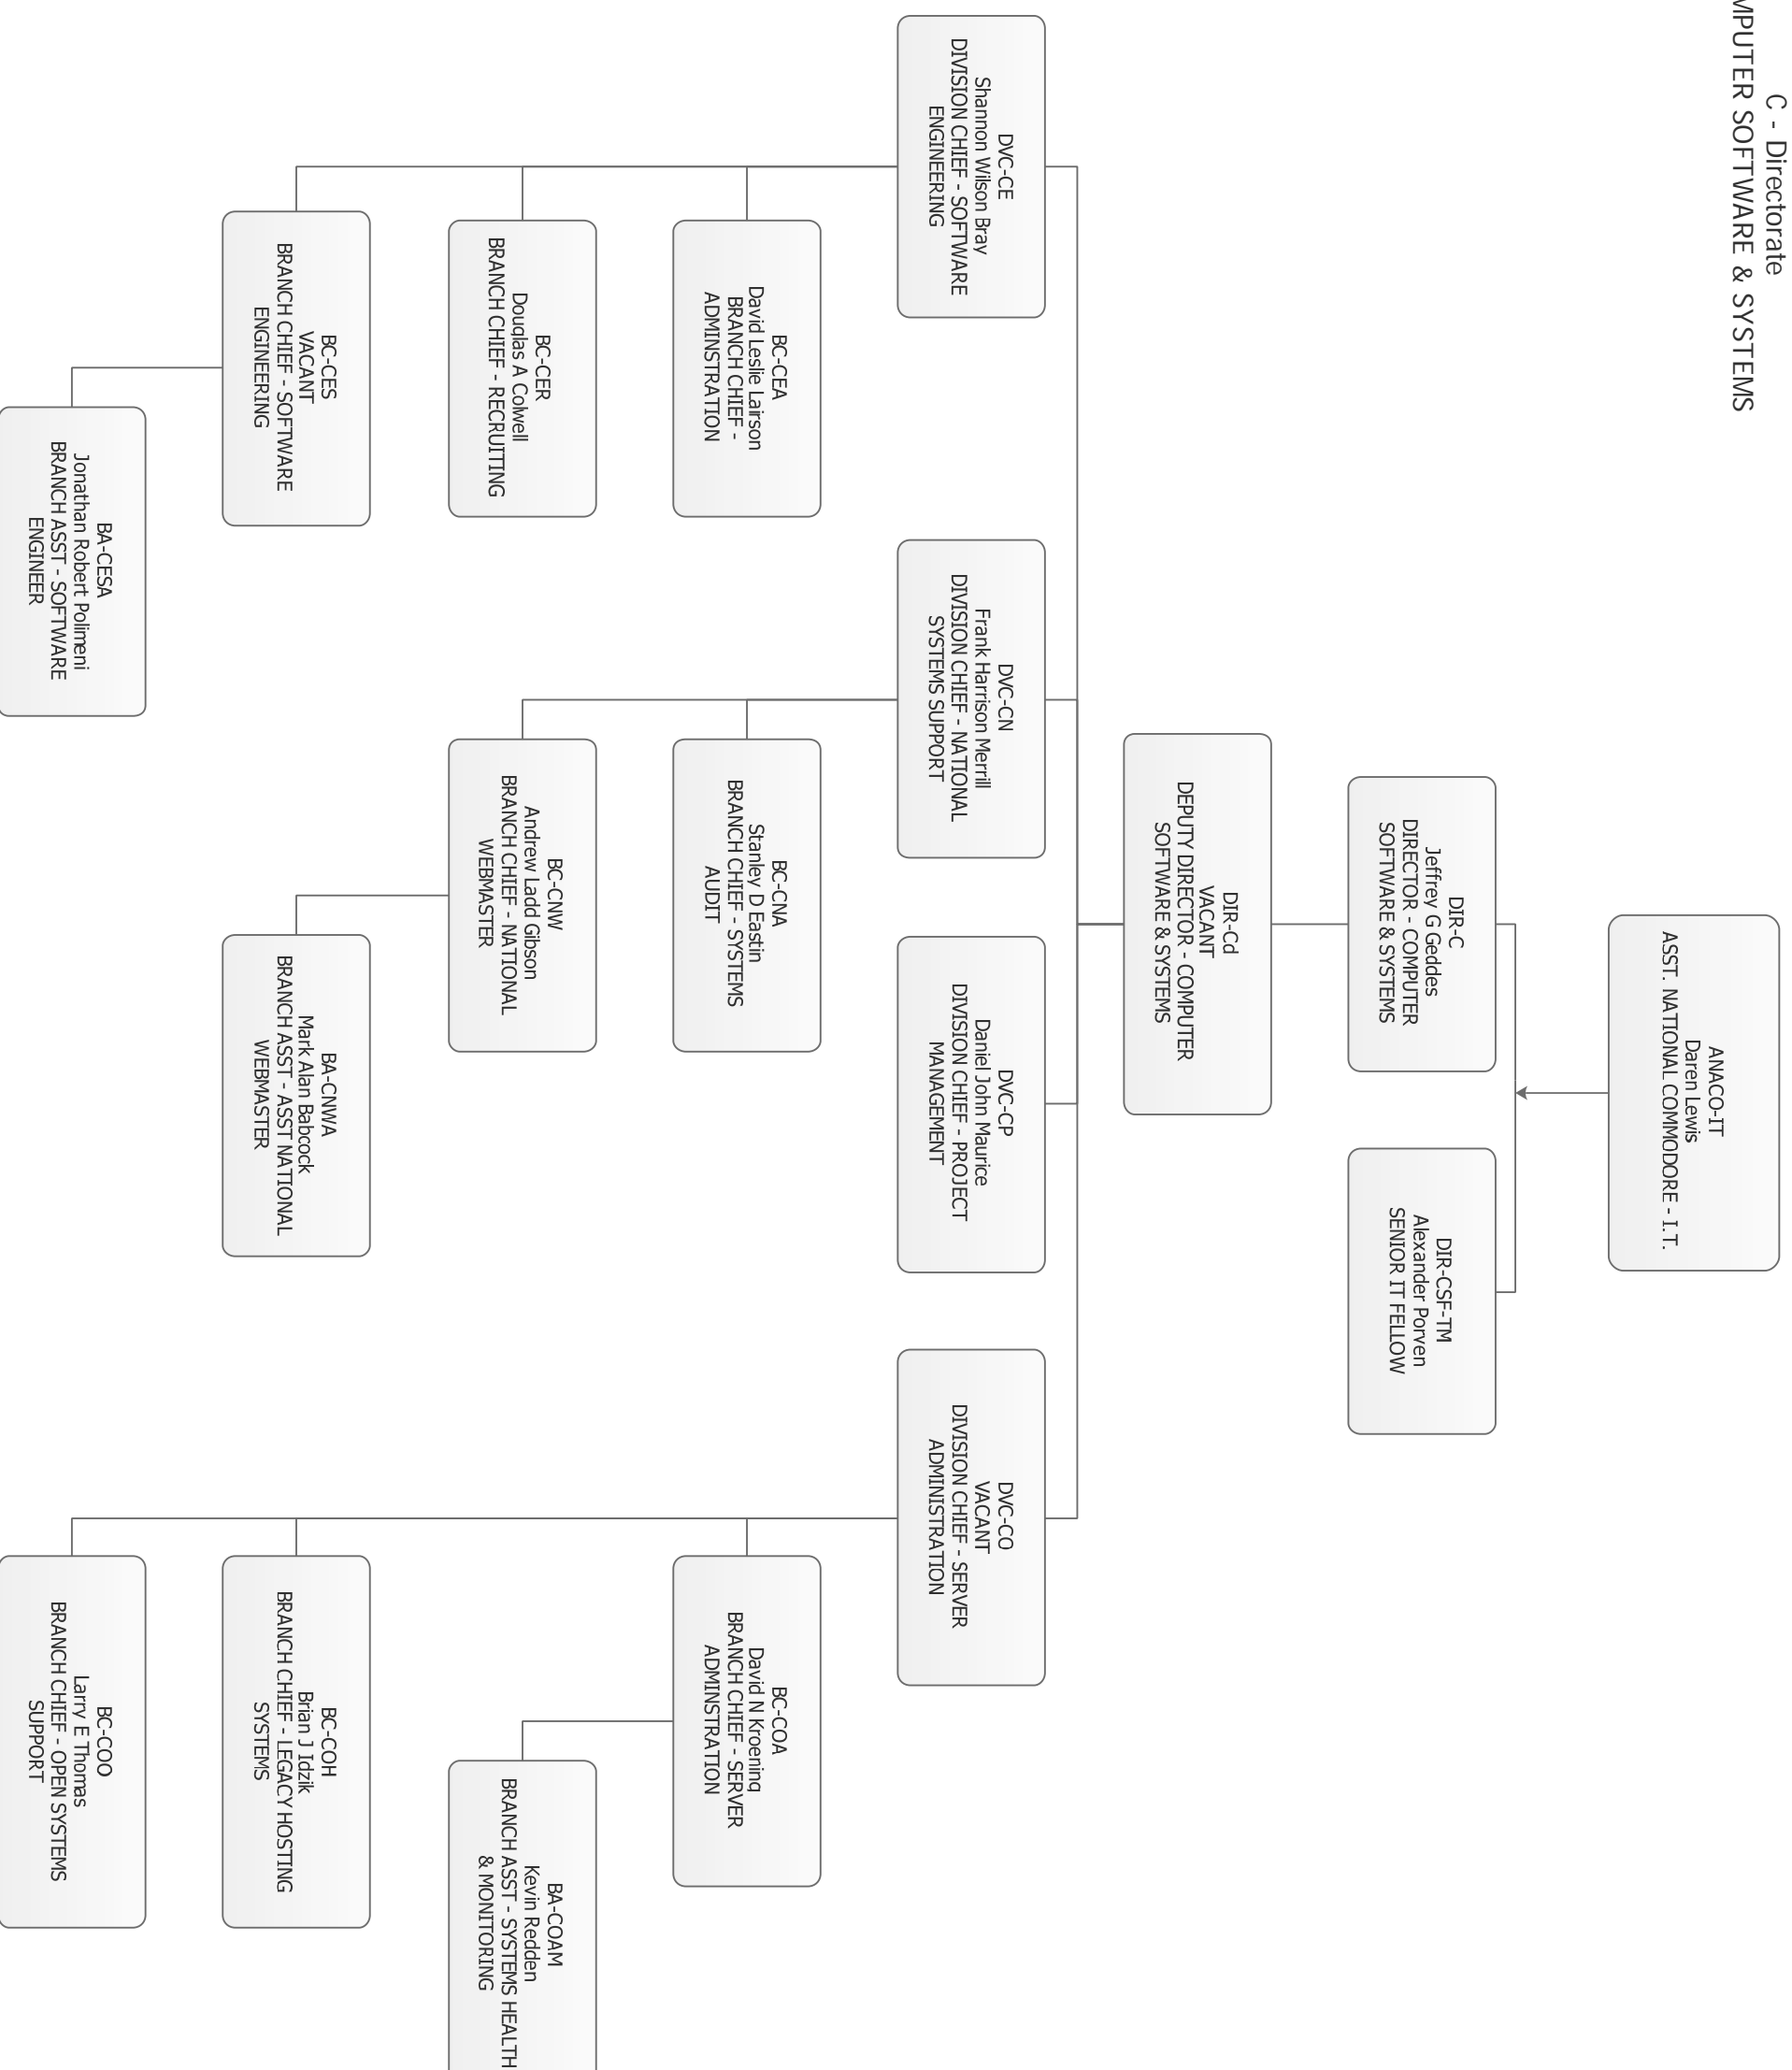 C - Directorate
MPUTER SOFTWARE & SYSTEMS
ANACO-IT
Daren Lewis
ASST. NATIONAL COMMODORE - I.T.
DIR-C
Jeffrey G Geddes
DIRECTOR - COMPUTER
SOFTWARE & SYSTEMS
DIR-CSF-TM
Alexander Porven
SENIOR IT FELLOW
DIR-Cd
VACANT
DEPUTY DIRECTOR - COMPUTER
SOFTWARE & SYSTEMS
DVC-CE
Shannon Wilson Bray
DIVISION CHIEF - SOFTWARE
ENGINEERING
DVC-CN
Frank Harrison Merrill
DIVISION CHIEF - NATIONAL
SYSTEMS SUPPORT
DVC-CP
Daniel John Maurice
DIVISION CHIEF - PROJECT
MANAGEMENT
DVC-CO
VACANT
DIVISION CHIEF - SERVER
ADMINISTRATION
BC-CEA
David Leslie Lairson
BRANCH CHIEF -
ADMINSTRATION
BC-CNA
Stanley D Eastin
BRANCH CHIEF - SYSTEMS
AUDIT
BC-COA
David N Kroening
BRANCH CHIEF - SERVER
ADMINSTRATION
BC-CER
Douglas A Colwell
BRANCH CHIEF - RECRUITING
BC-CNW
Andrew Ladd Gibson
BRANCH CHIEF - NATIONAL
WEBMASTER
BA-COAM
Kevin Redden
BRANCH ASST - SYSTEMS HEALTH
& MONITORING
BC-CES
VACANT
BRANCH CHIEF - SOFTWARE
ENGINEERING
BA-CNWA
Mark Alan Babcock
BRANCH ASST - ASST NATIONAL
WEBMASTER
BC-COH
Brian J Idzik
BRANCH CHIEF - LEGACY HOSTING
SYSTEMS
BA-CESA
Jonathan Robert Polimeni
BRANCH ASST - SOFTWARE
ENGINEER
BC-COO
Larry E Thomas
BRANCH CHIEF - OPEN SYSTEMS
SUPPORT